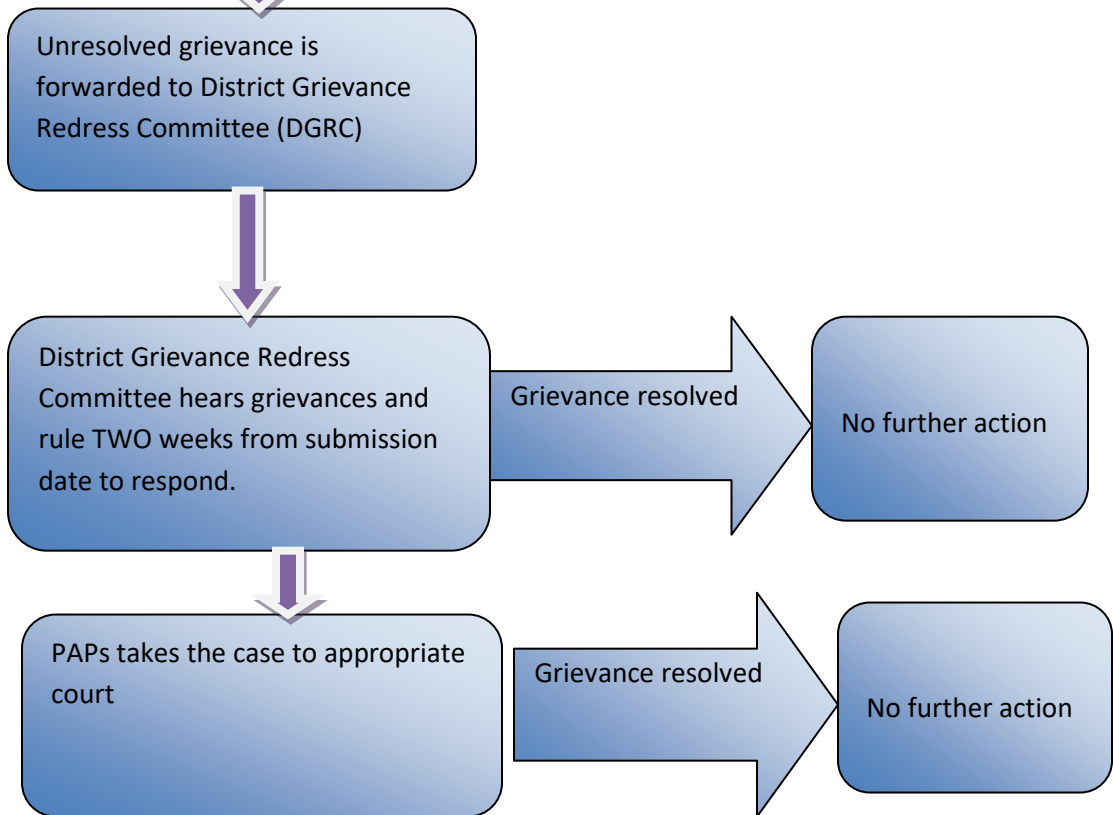 Unresolved grievance is
forwarded to District Grievance
Redress Committee (DGRC)
District Grievance Redress
Committee hears grievances and
rule TWO weeks from submission
date to respond.
Grievance resolved
No further action
PAPs takes the case to appropriate
court
Grievance resolved
No further action